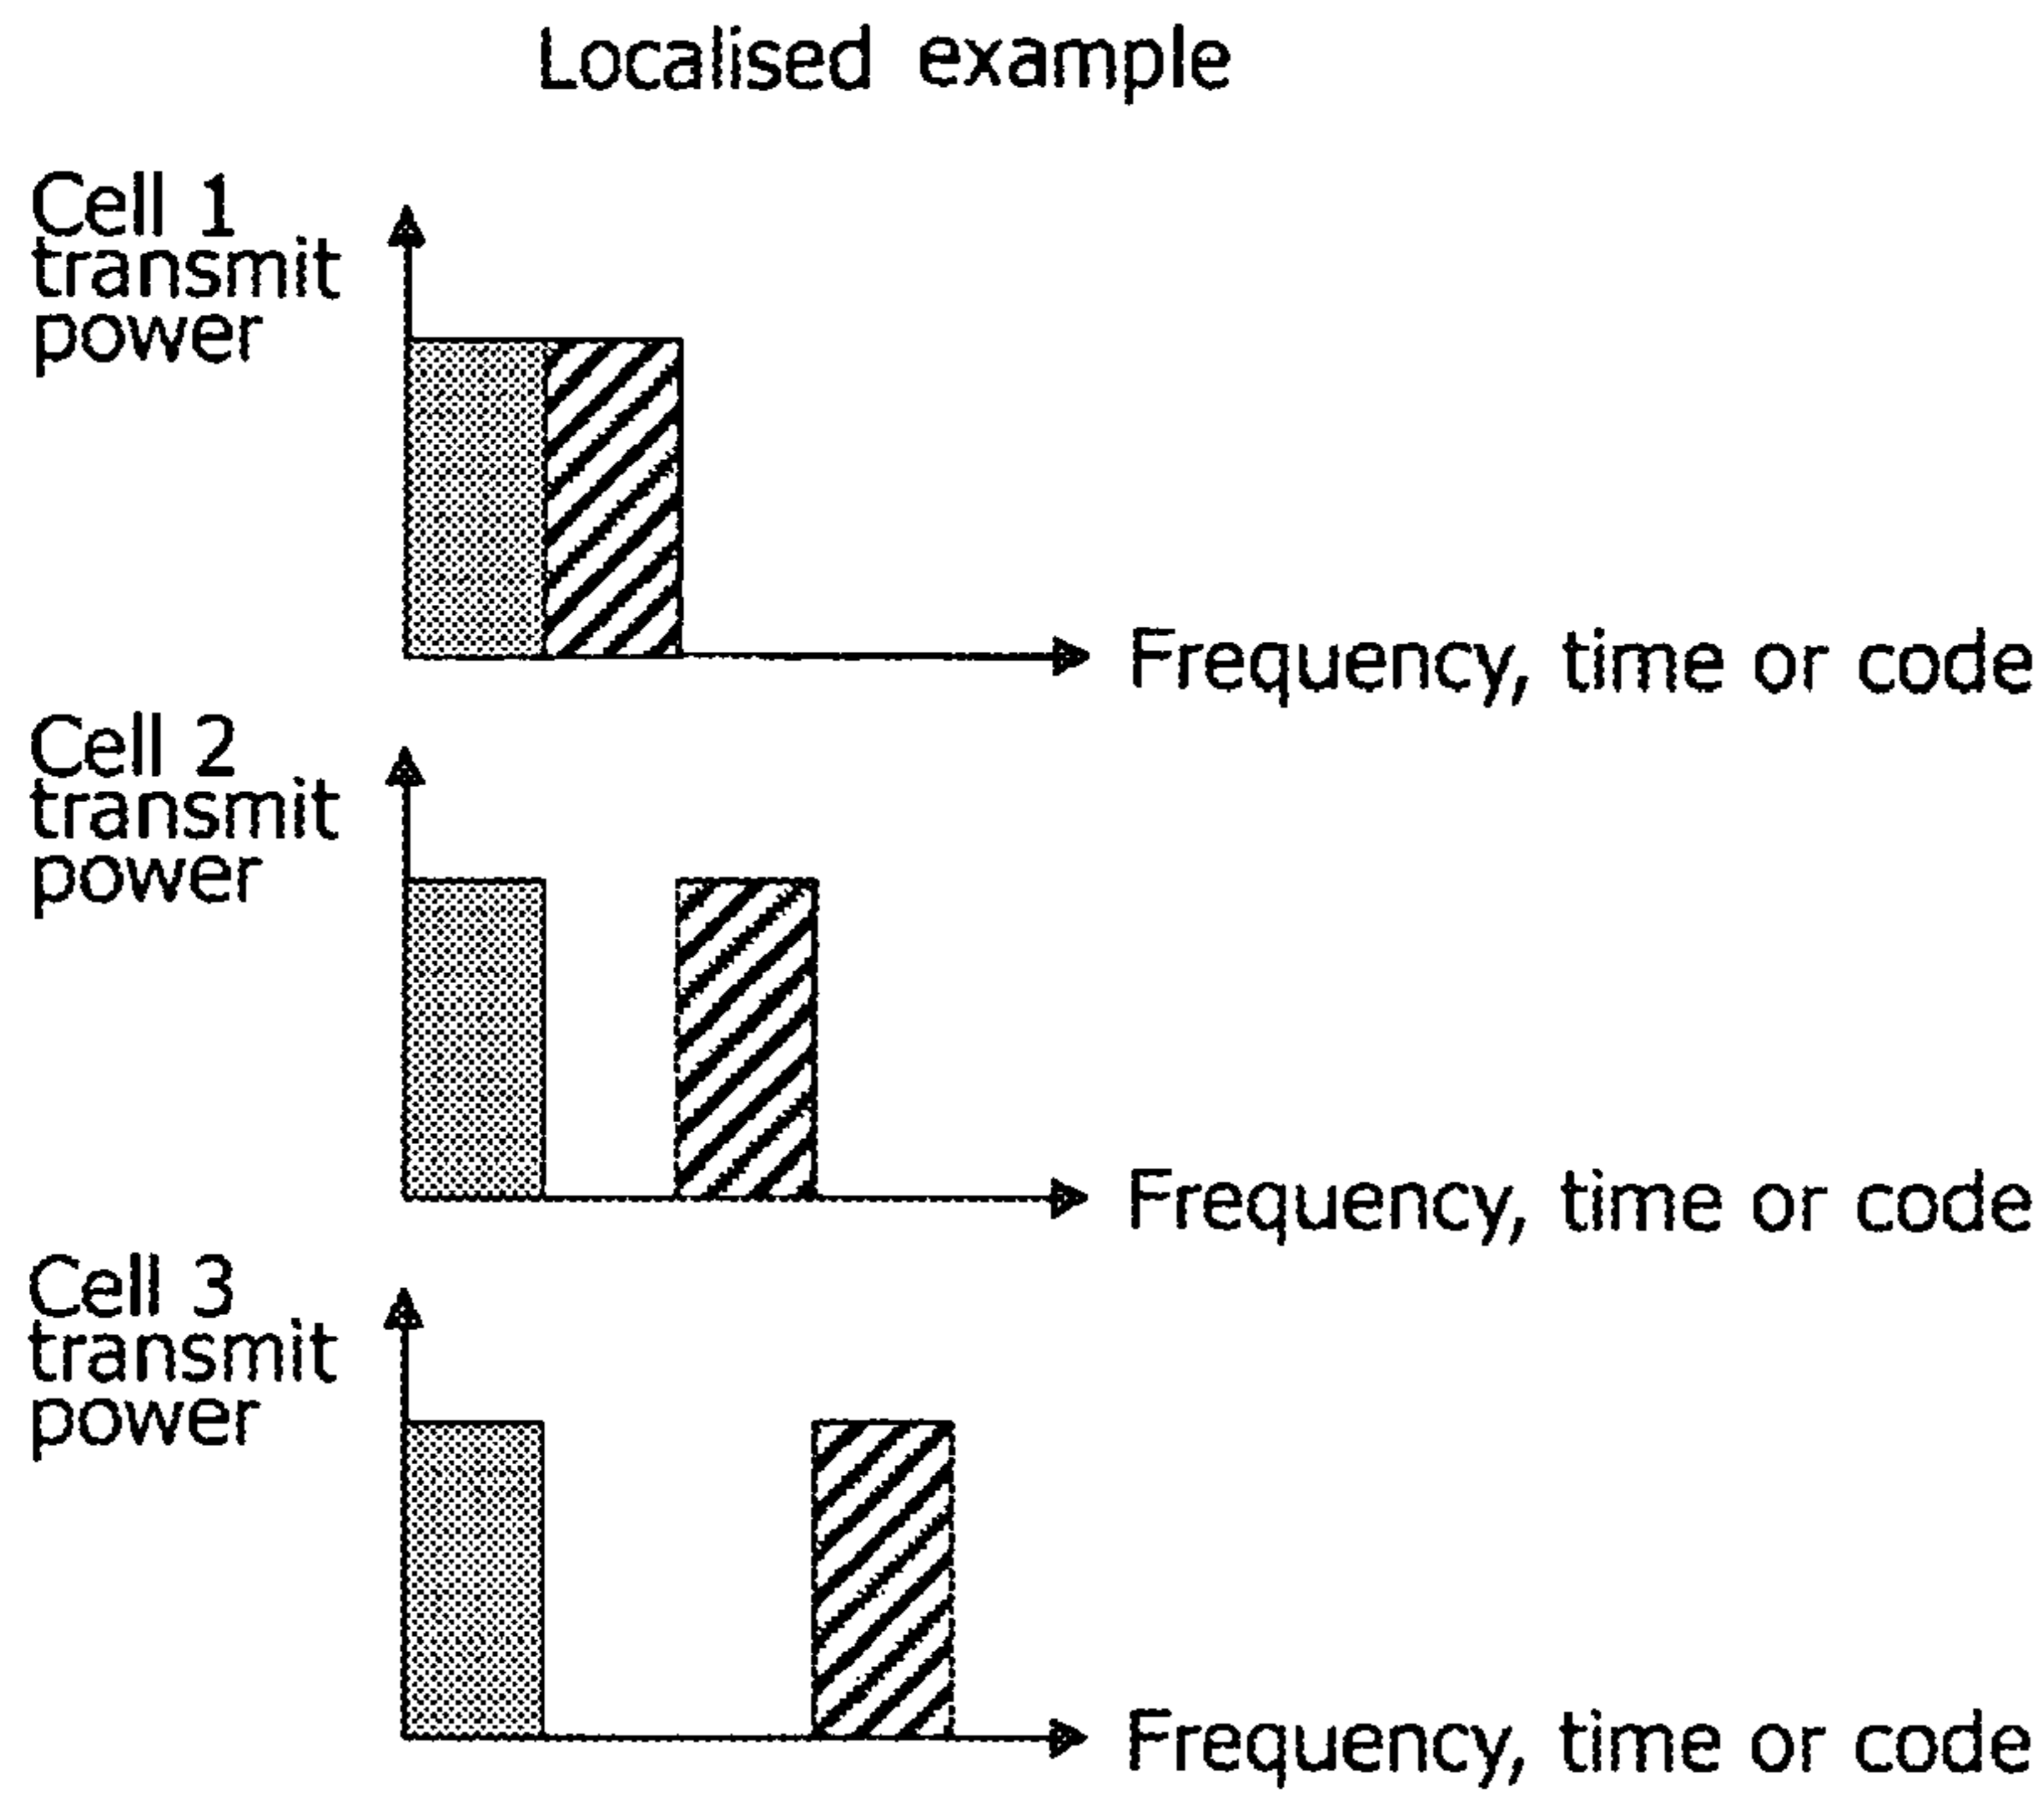 Localised example
Cell 1
transmit
power
Frequency, time or code
Cell 2
transmit
power
Frequency, time or code
Cell 3
transmit
power
Frequency, time or code